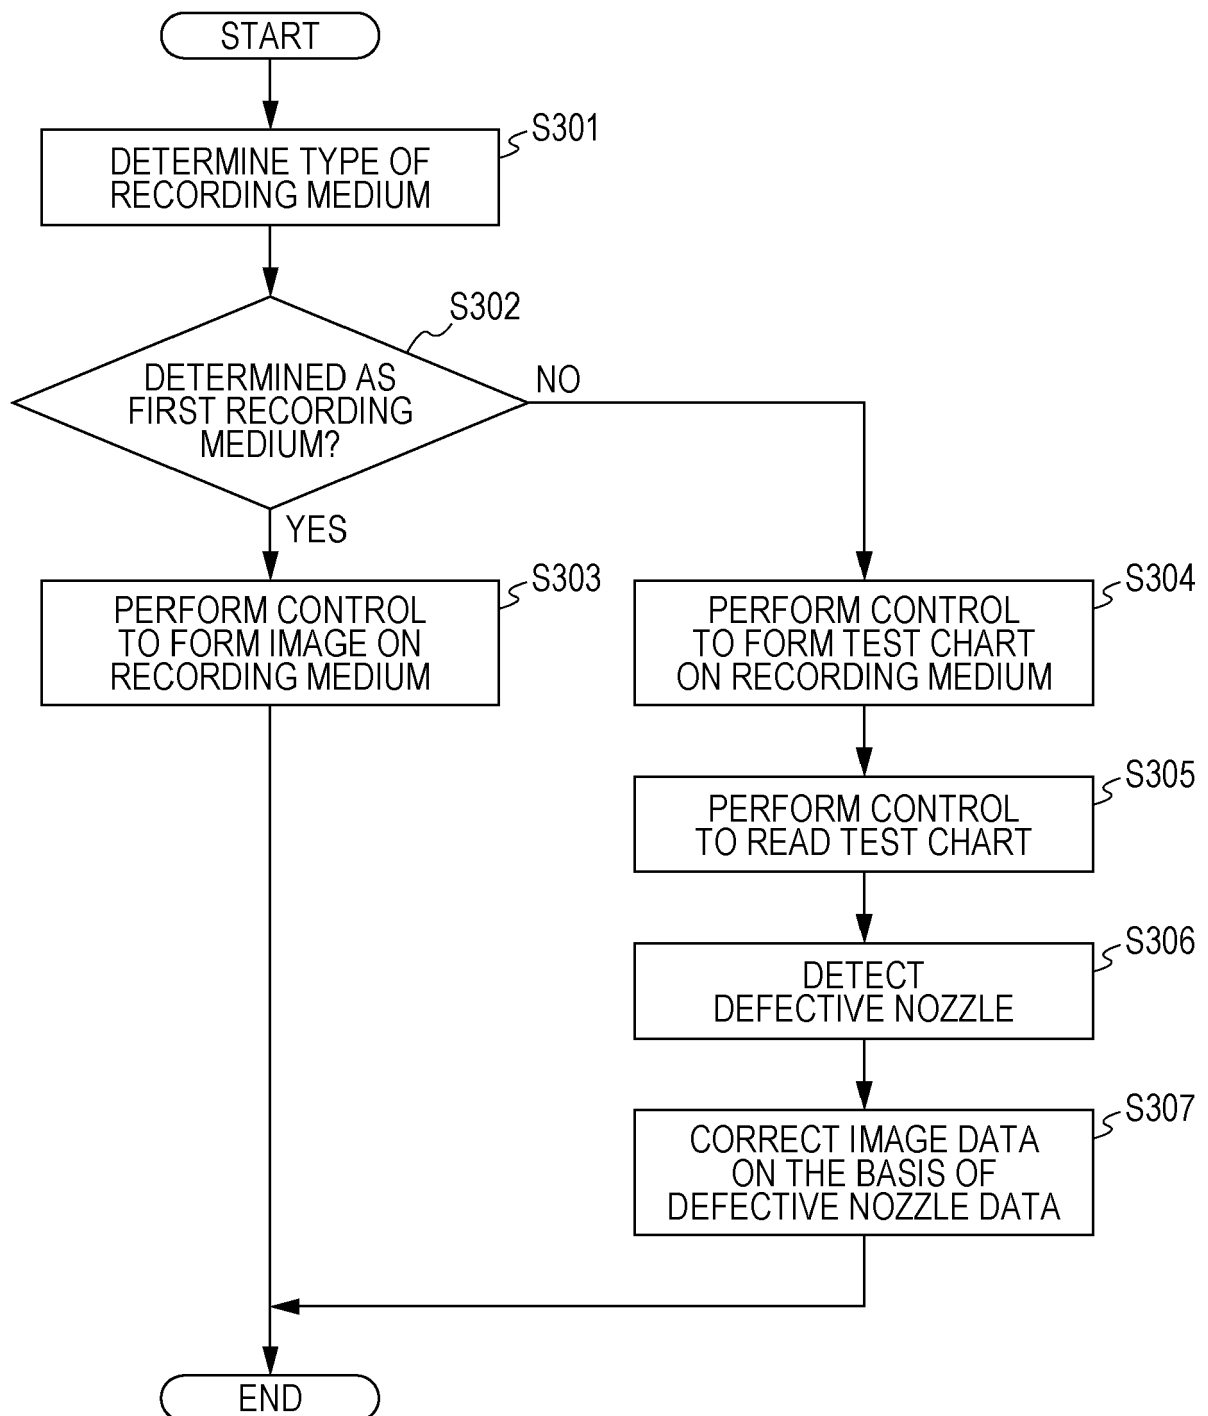 START
S301
DETERMINE TYPE OF
RECORDING MEDIUM
S302
DETERMINED AS
FIRST RECORDING
MEDIUM?
NO
YES
S303
PERFORM CONTROL
TO FORM IMAGE ON
RECORDING MEDIUM
S304
PERFORM CONTROL
TO FORM TEST CHART
ON RECORDING MEDIUM
S305
PERFORM CONTROL
TO READ TEST CHART
S306
DETECT
DEFECTIVE NOZZLE
S307
CORRECT IMAGE DATA
ON THE BASIS OF
DEFECTIVE NOZZLE DATA
END